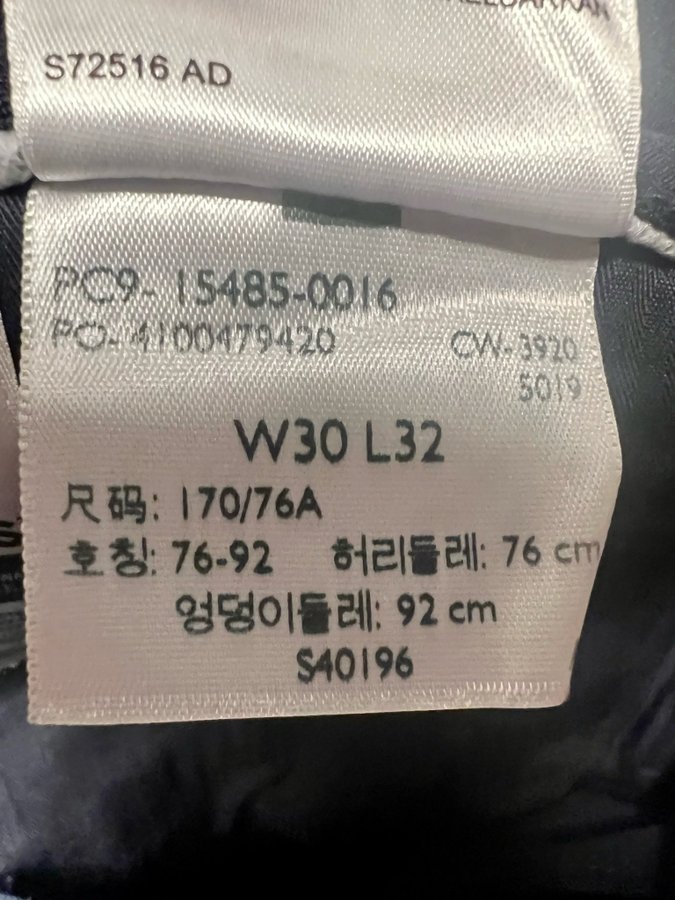 S72516 AD
PC9- 15485-0016
PO- 4100479420 CW- 3920
5019
W30 L32
尺码: 170/76A
호칭: 76-92 허리둘레: 76 cm
엉덩이둘레: 92 cm
S40196